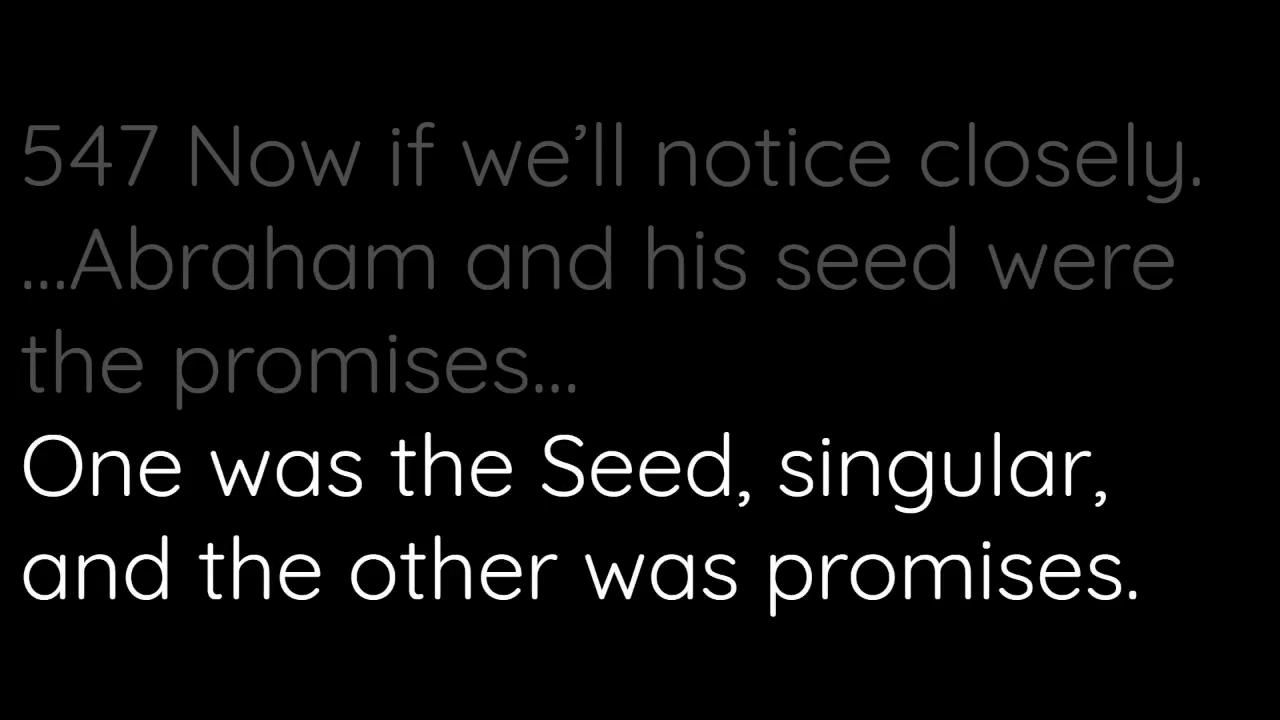 547 Now if we’ll notice closely.
...Abraham and his seed were
the promises...
One was the Seed, singular,
and the other was promises.